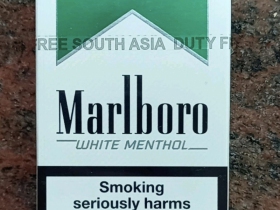 FREE SOUTH ASIA DUTY F
Marlboro
WHITE MENTHOL
Smoking
seriously harms